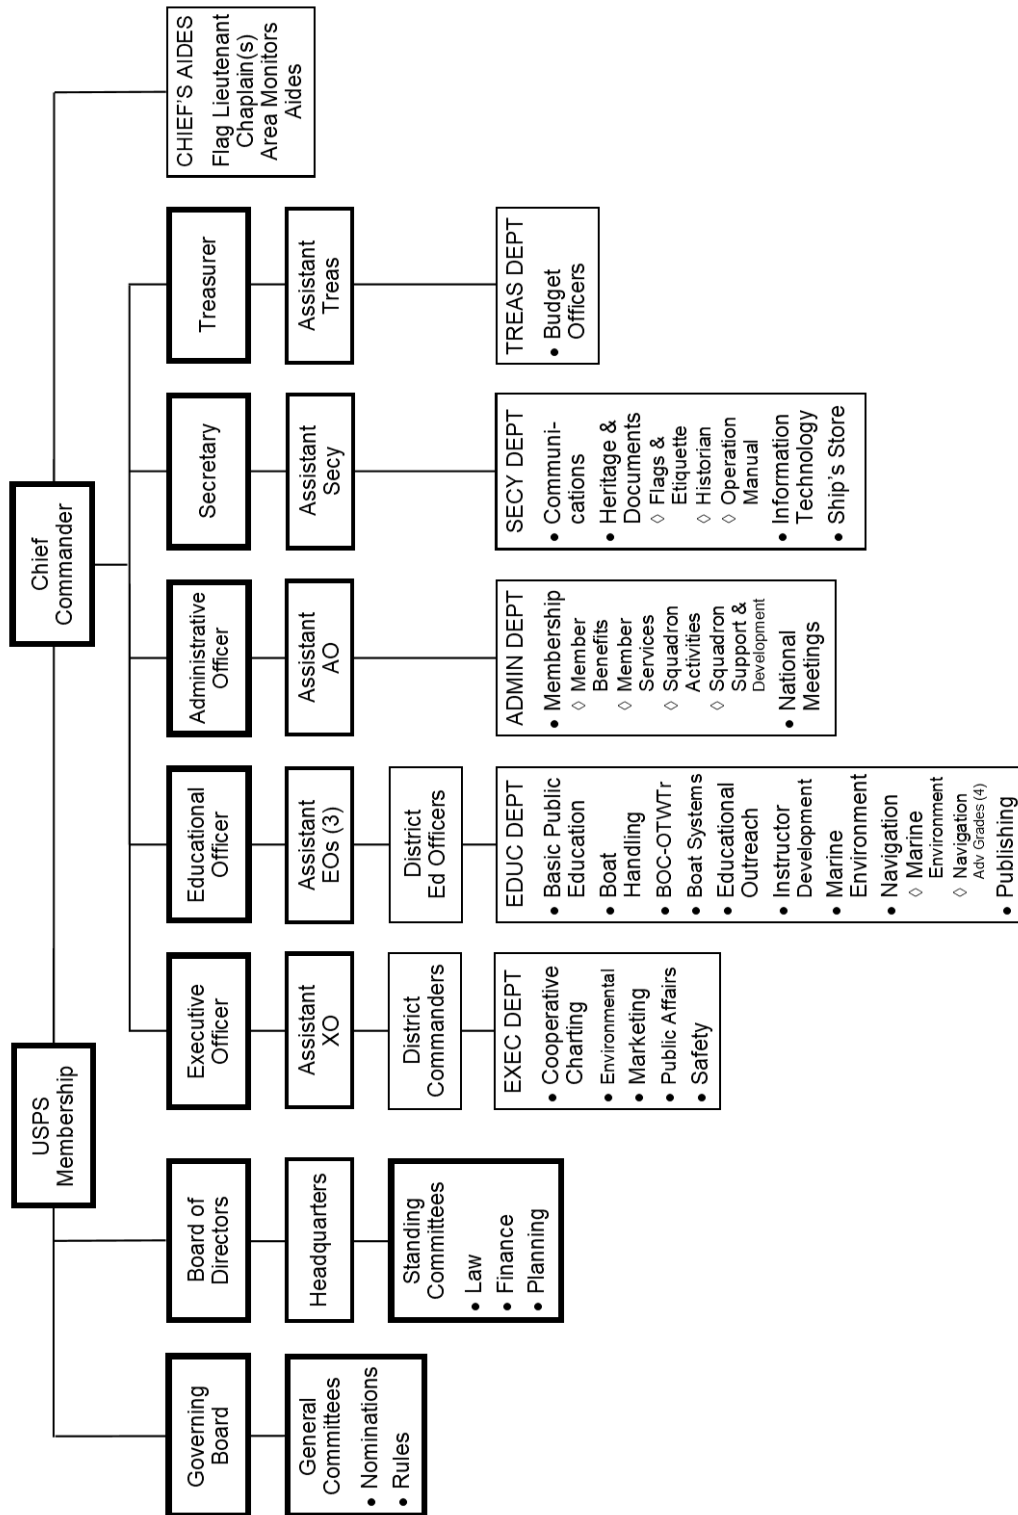 USPS
Membership
Chief
Commander
Governing
Board
Board of
Directors
Executive
Officer
Educational
Officer
Administrative
Officer
Secretary
Treasurer
CHIEF'S AIDES
Flag Lieutenant
Chaplain(s)
Area Monitors
Aides
General
Committees
• Nominations
• Rules
Headquarters
Assistant
XO
Assistant
EOs (3)
Assistant
AO
Assistant
Secy
Assistant
Treas
Standing
Committees
• Law
• Finance
• Planning
District
Commanders
District
Ed Officers
EXEC DEPT
• Cooperative
Charting
• Environmental
• Marketing
• Public Affairs
• Safety
EDUC DEPT
• Basic Public
Education
• Boat
Handling
• BOC-OTWTr
• Boat Systems
• Educational
Outreach
• Instructor
Development
• Marine
Environment
• Navigation
◊ Marine
Environment
◊ Navigation
Adv Grades (4)
• Publishing
ADMIN DEPT
• Membership
◊ Member
Benefits
◊ Member
Services
◊ Squadron
Activities
◊ Squadron
Support &
Development
• National
Meetings
SECY DEPT
• Communi-
cations
• Heritage &
Documents
◊ Flags &
Etiquette
◊ Historian
◊ Operation
Manual
• Information
Technology
• Ship's Store
TREAS DEPT
• Budget
Officers